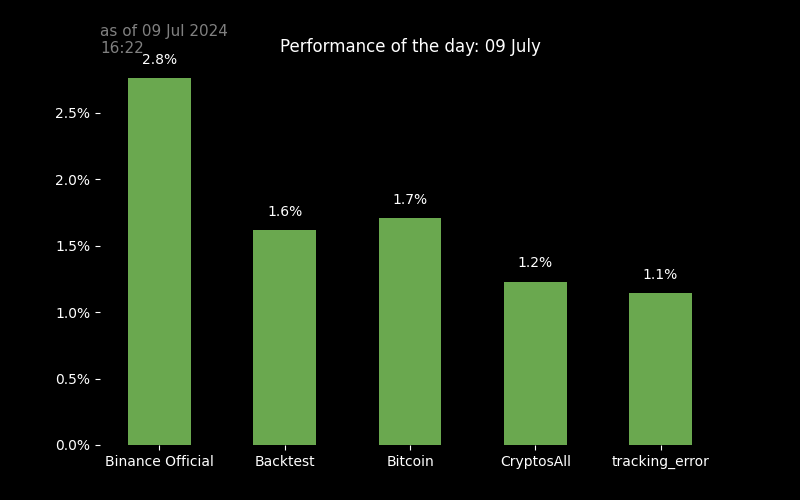 as of 09 Jul 2024
16:22
Performance of the day: 09 July
2.8%
1.6%
1.7%
1.2%
1.1%
2.5%
2.0%
1.5%
1.0%
0.5%
0.0%
Binance Official
Backtest
Bitcoin
CryptosAll
tracking_error